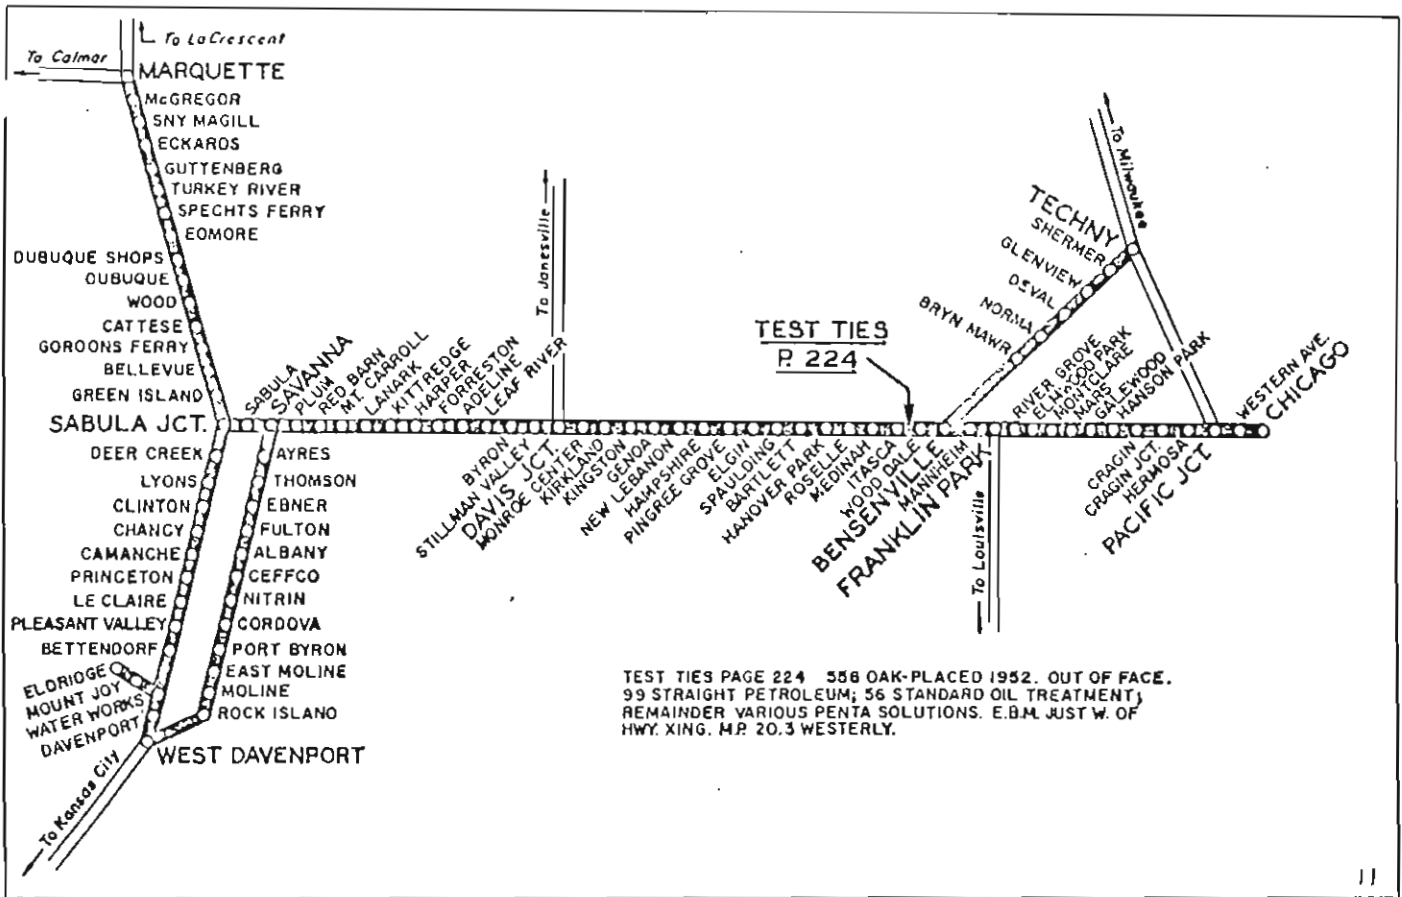 To LaCrescent
To Calmar
MARQUETTE
McGREGOR
SNY MAGILL
ECKARDS
GUTTENBERG
TURKEY RIVER
SPECHTS FERRY
EOMORE
DUBUQUE SHOPS
OUBUQUE
WOOD
CATTESE
GOROONS FERRY
BELLEVUE
GREEN ISLAND
SABULA JCT.
SABULA
SAVANNA
PLUM
RED BARN
MT. CARROLL
LANARK
KITTREDGE
HARPER
FORRESTON
ADELINE
LEAF RIVER
To Janesville
BYRON
STILLMAN VALLEY
DAVIS JCT.
MONROE CENTER
KIRKLAND
KINGSTON
GENOA
NEW LEBANON
HAMPSHIRE
PINGREE GROVE
ELGIN
SPAULDING
BARTLETT
HANOVER PARK
ROSELLE
MEDINAH
ITASCA
WOOD DALE
BENSENVILLE
MANNHEIM
FRANKLIN PARK
TEST TIES
P. 224
To Milwaukee
TECHNY
SHERMER
GLENVIEW
DEVAL
NORMA
BRYN MAWR
RIVER GROVE
ELMWOOD PARK
MONTCLARE
MARS
GALEWOOD
HANSON PARK
CRAGIN
CRAGIN JCT.
HERMOSA
PACIFIC JCT.
WESTERN AVE.
CHICAGO
To Louisville
DEER CREEK
LYONS
CLINTON
CHANCY
CAMANCHE
PRINCETON
LE CLAIRE
PLEASANT VALLEY
BETTENDORF
ELDRIDGE
MOUNT JOY
WATER WORKS
DAVENPORT
AYRES
THOMSON
EBNER
FULTON
ALBANY
CEFFCO
NITRIN
CORDOVA
PORT BYRON
EAST MOLINE
MOLINE
ROCK ISLAND
WEST DAVENPORT
To Kansas City
TEST TIES PAGE 224 556 OAK-PLACED 1952. OUT OF FACE.
99 STRAIGHT PETROLEUM; 56 STANDARD OIL TREATMENT;
REMAINDER VARIOUS PENTA SOLUTIONS. E.B.M. JUST W. OF
HWY. XING. M.P. 20.3 WESTERLY.
11